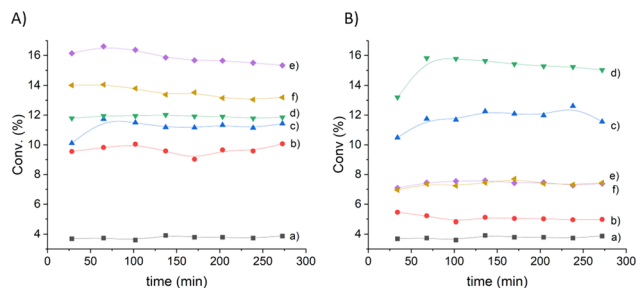 A)
Conv. (%)
16
14
12
10
8
6
4
e)
f)
d)
c)
b)
a)
0 50 100 150 200 250 300
time (min)
B)
Conv (%)
16
14
12
10
8
6
4
d)
c)
e)
f)
b)
a)
0 50 100 150 200 250 300
time (min)